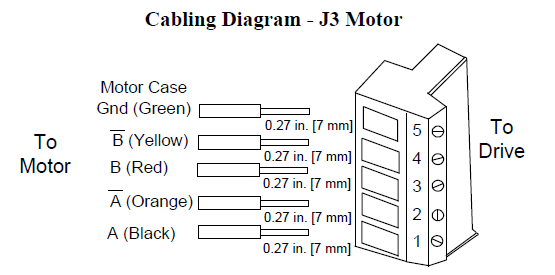 Cabling Diagram - J3 Motor
Motor Case
Gnd (Green)
0.27 in. [7 mm]
5
B̅ (Yellow)
0.27 in. [7 mm]
4
To
Motor
To
Drive
B (Red)
0.27 in. [7 mm]
3
A̅ (Orange)
0.27 in. [7 mm]
2
A (Black)
0.27 in. [7 mm]
1